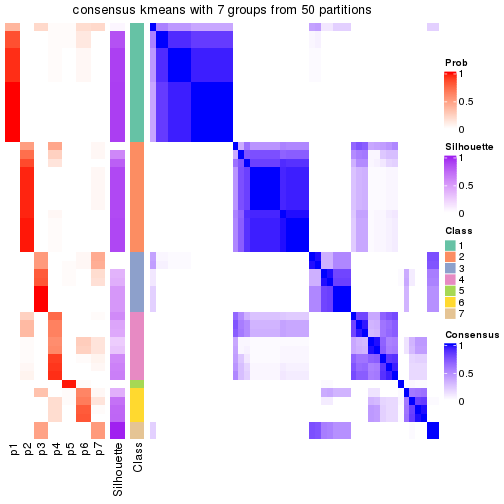 consensus kmeans with 7 groups from 50 partitions
Prob
1
0.5
0
Silhouette
1
0.5
0
Class
1
2
3
4
5
6
7
Consensus
1
0.5
0
p1
p2
p3
p4
p5
p6
p7
Silhouette
Class